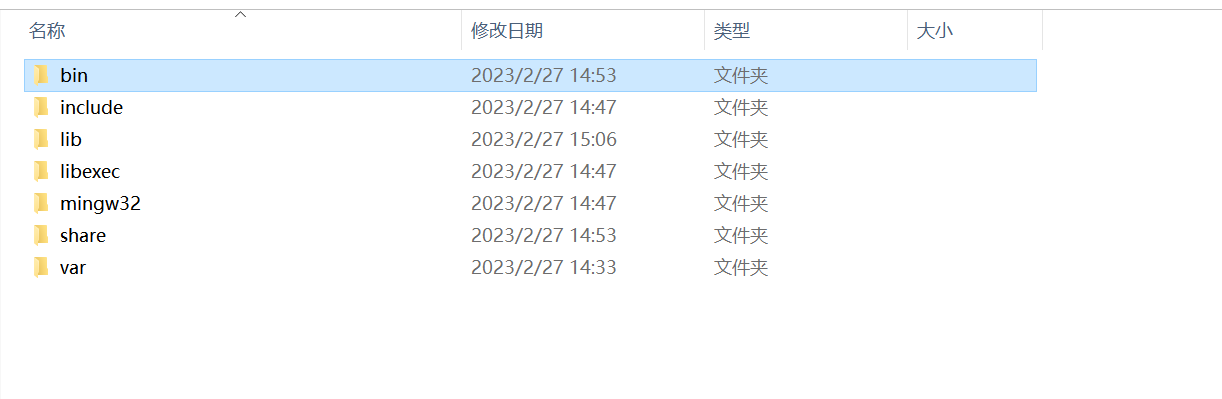 名称 修改日期 类型 大小
bin 2023/2/27 14:53 文件夹
include 2023/2/27 14:47 文件夹
lib 2023/2/27 15:06 文件夹
libexec 2023/2/27 14:47 文件夹
mingw32 2023/2/27 14:47 文件夹
share 2023/2/27 14:53 文件夹
var 2023/2/27 14:33 文件夹